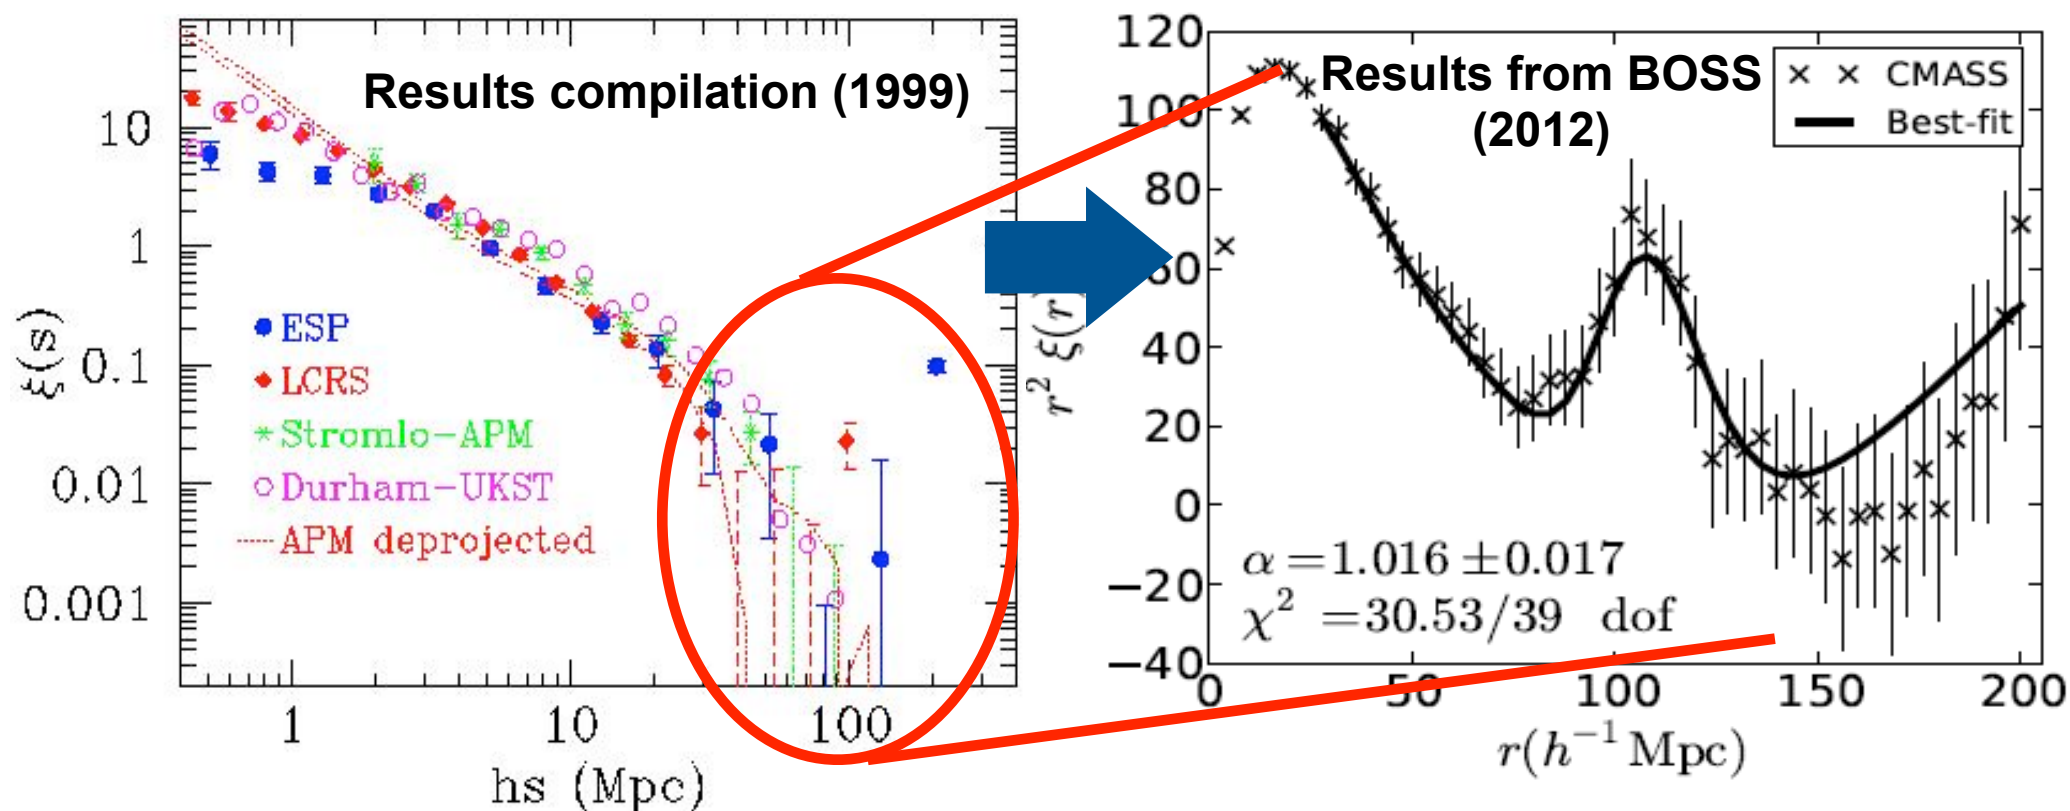 Results compilation (1999)
10
1
0.1
0.01
0.001
ξ(s)
ESP
LCRS
Stromlo-APM
Durham-UKST
APM deprojected
1
10
100
hs (Mpc)
Results from BOSS
(2012)
CMASS
Best-fit
120
100
80
60
40
20
0
−20
−40
r² ξ(r)
α=1.016 ±0.017
χ² =30.53/39 dof
0
50
100
150
200
r(h⁻¹ Mpc)